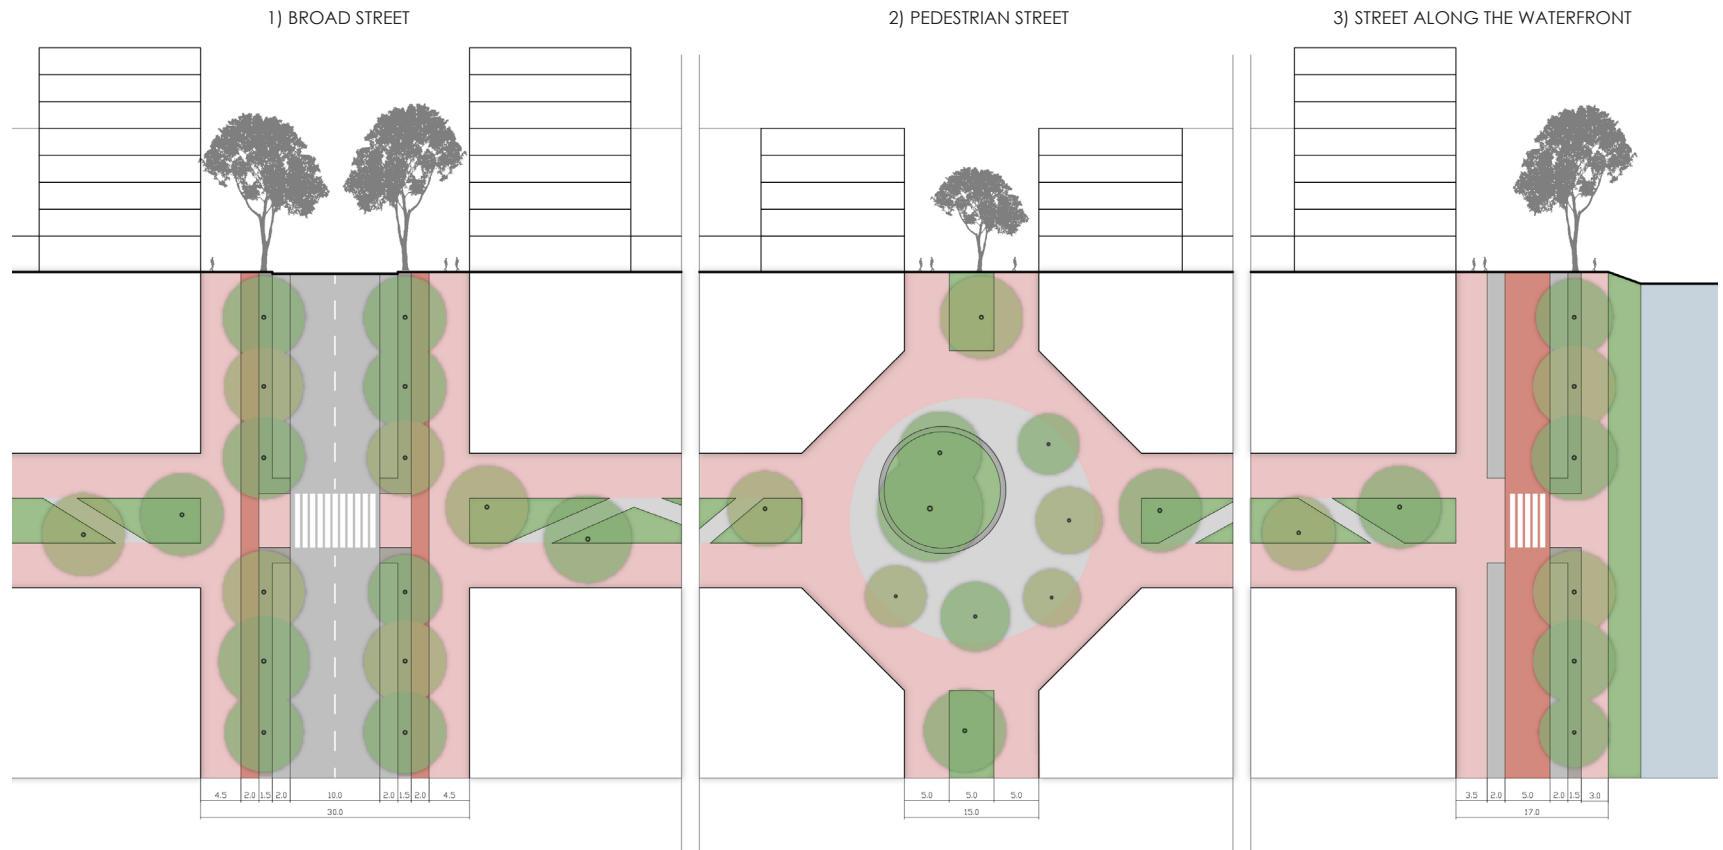 1) BROAD STREET
2) PEDESTRIAN STREET
3) STREET ALONG THE WATERFRONT
4.5 2.0 1.5 2.0 10.0 2.0 1.5 2.0 4.5
30.0
5.0 5.0 5.0
15.0
3.5 2.0 5.0 2.0 1.5 3.0
17.0